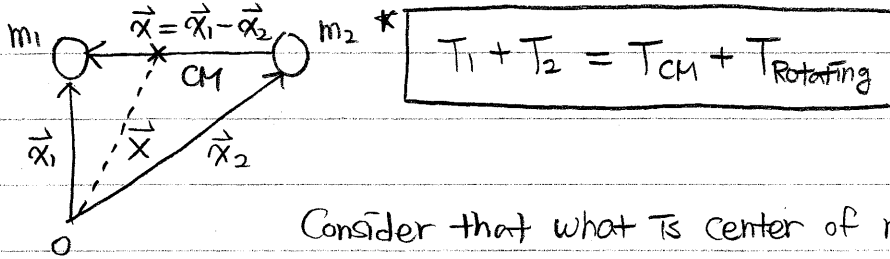 m₁ x⃗ = x⃗₁ - x⃗₂ m₂ *
T₁ + T₂ = T_CM + T_Rotating
CM
x⃗₁ X⃗ x⃗₂
O
Consider that what is center of